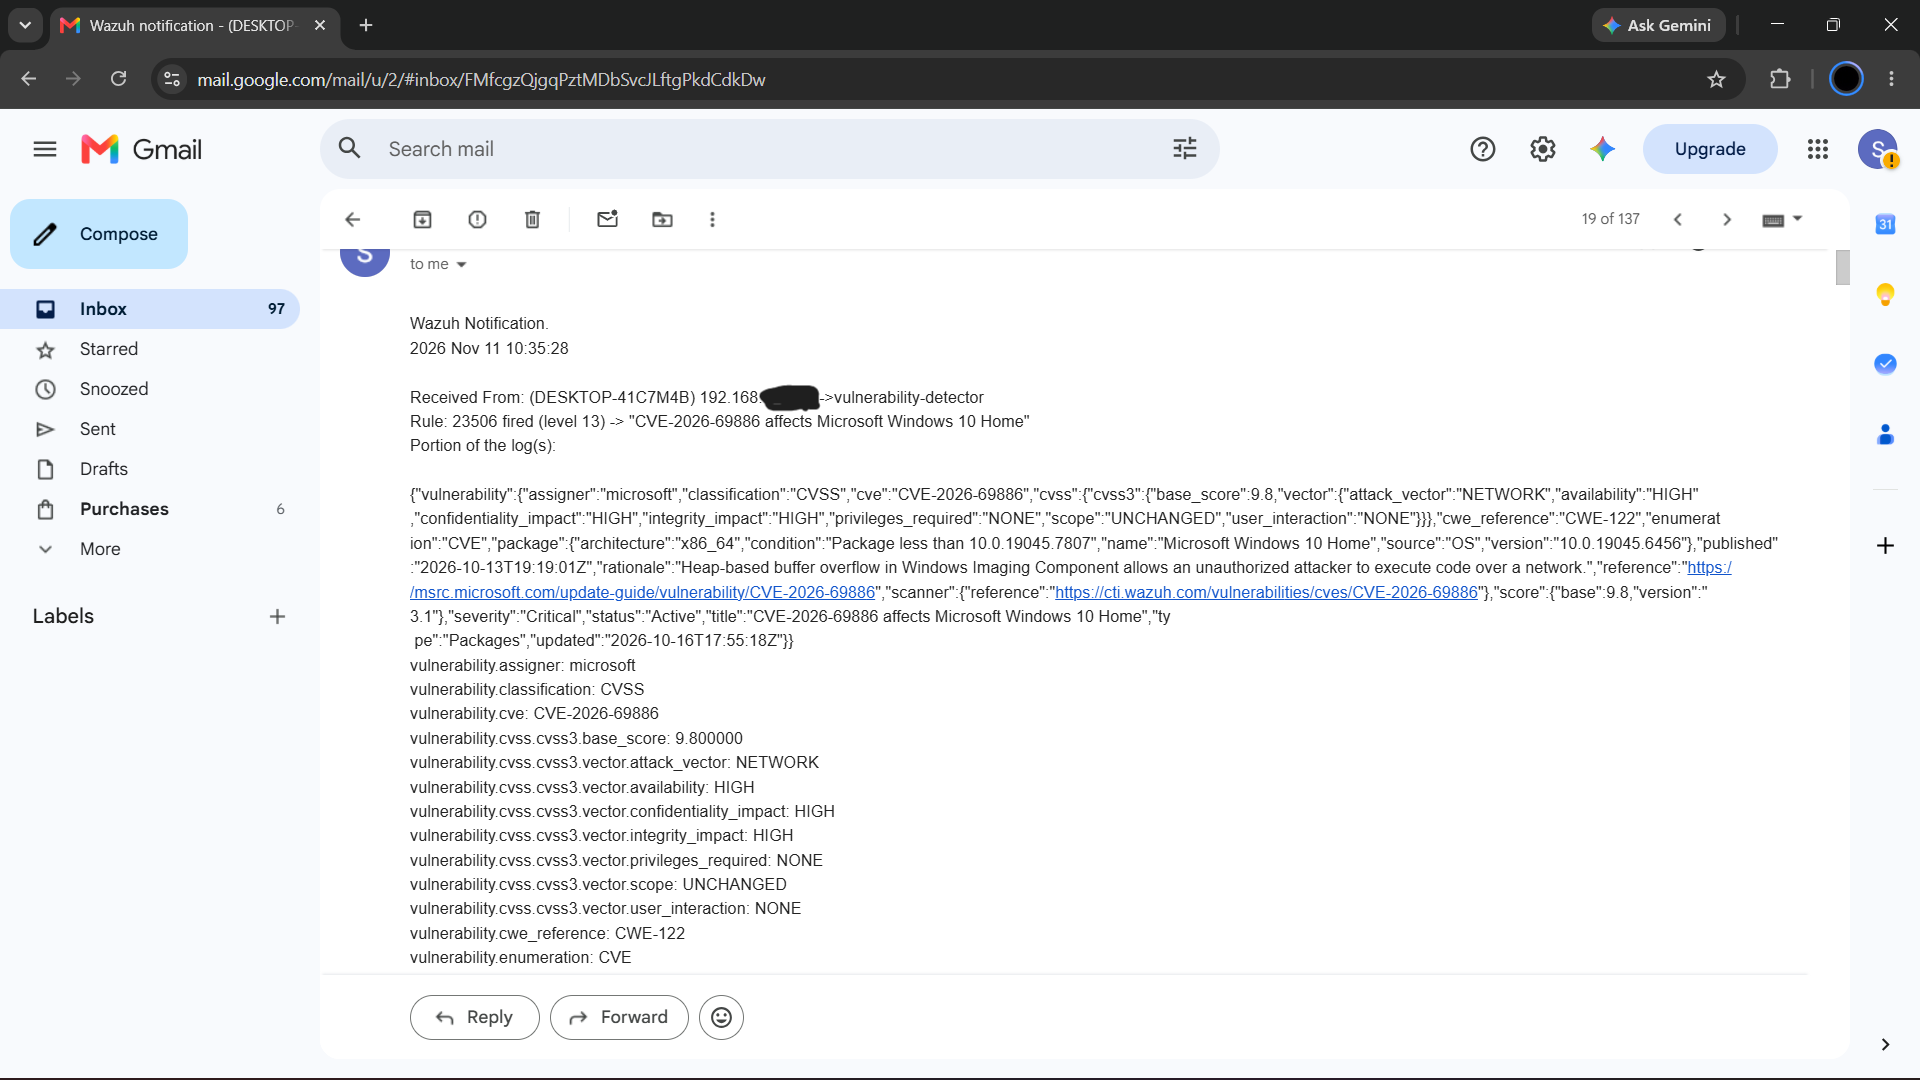 Wazuh notification - (DESKTOP-
Ask Gemini
mail.google.com/mail/u/2/#inbox/FMfcgzQjgqPztMDbSvcJLftgPkdCdkDw
Gmail
Search mail
Upgrade
S
Compose
19 of 137
31
S
to me
Inbox 97
Starred
Snoozed
Sent
Drafts
Purchases 6
More
Labels
Wazuh Notification.
2026 Nov 11 10:35:28
Received From: (DESKTOP-41C7M4B) 192.168. ->vulnerability-detector
Rule: 23506 fired (level 13) -> "CVE-2026-69886 affects Microsoft Windows 10 Home"
Portion of the log(s):
{"vulnerability":{"assigner":"microsoft","classification":"CVSS","cve":"CVE-2026-69886","cvss":{"cvss3":{"base_score":9.8,"vector":{"attack_vector":"NETWORK","availability":"HIGH"
,"confidentiality_impact":"HIGH","integrity_impact":"HIGH","privileges_required":"NONE","scope":"UNCHANGED","user_interaction":"NONE"}}},"cwe_reference":"CWE-122","enumerat
ion":"CVE","package":{"architecture":"x86_64","condition":"Package less than 10.0.19045.7807","name":"Microsoft Windows 10 Home","source":"OS","version":"10.0.19045.6456"},"published"
:"2026-10-13T19:19:01Z","rationale":"Heap-based buffer overflow in Windows Imaging Component allows an unauthorized attacker to execute code over a network.","reference":"https:/
/msrc.microsoft.com/update-guide/vulnerability/CVE-2026-69886","scanner":{"reference":"https://cti.wazuh.com/vulnerabilities/cves/CVE-2026-69886"},"score":{"base":9.8,"version":"
3.1"},"severity":"Critical","status":"Active","title":"CVE-2026-69886 affects Microsoft Windows 10 Home","ty
pe":"Packages","updated":"2026-10-16T17:55:18Z"}}
vulnerability.assigner: microsoft
vulnerability.classification: CVSS
vulnerability.cve: CVE-2026-69886
vulnerability.cvss.cvss3.base_score: 9.800000
vulnerability.cvss.cvss3.vector.attack_vector: NETWORK
vulnerability.cvss.cvss3.vector.availability: HIGH
vulnerability.cvss.cvss3.vector.confidentiality_impact: HIGH
vulnerability.cvss.cvss3.vector.integrity_impact: HIGH
vulnerability.cvss.cvss3.vector.privileges_required: NONE
vulnerability.cvss.cvss3.vector.scope: UNCHANGED
vulnerability.cvss.cvss3.vector.user_interaction: NONE
vulnerability.cwe_reference: CWE-122
vulnerability.enumeration: CVE
Reply
Forward